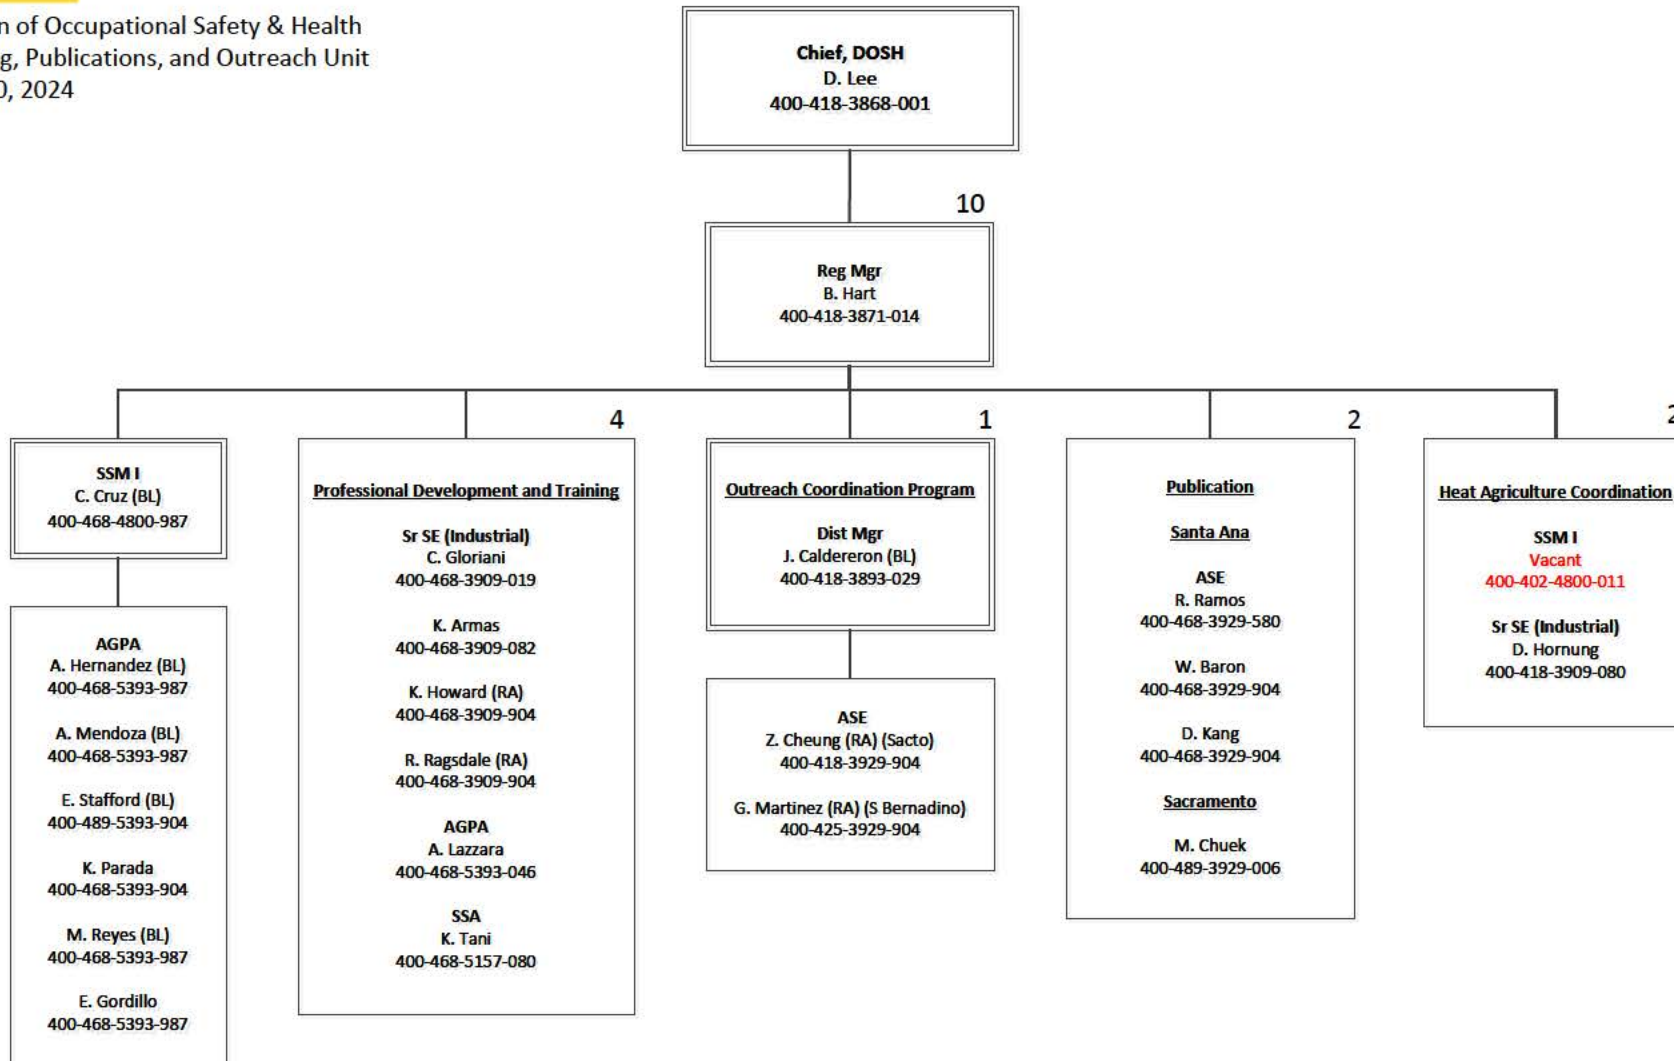 n of Occupational Safety & Health
g, Publications, and Outreach Unit
0, 2024
Chief, DOSH
D. Lee
400-418-3868-001
10
Reg Mgr
B. Hart
400-418-3871-014
SSM I
C. Cruz (BL)
400-468-4800-987
AGPA
A. Hernandez (BL)
400-468-5393-987
A. Mendoza (BL)
400-468-5393-987
E. Stafford (BL)
400-489-5393-904
K. Parada
400-468-5393-904
M. Reyes (BL)
400-468-5393-987
E. Gordillo
400-468-5393-987
4
Professional Development and Training
Sr SE (Industrial)
C. Gloriani
400-468-3909-019
K. Armas
400-468-3909-082
K. Howard (RA)
400-468-3909-904
R. Ragsdale (RA)
400-468-3909-904
AGPA
A. Lazzara
400-468-5393-046
SSA
K. Tani
400-468-5157-080
1
Outreach Coordination Program
Dist Mgr
J. Caldereron (BL)
400-418-3893-029
ASE
Z. Cheung (RA) (Sacto)
400-418-3929-904
G. Martinez (RA) (S Bernadino)
400-425-3929-904
2
Publication
Santa Ana
ASE
R. Ramos
400-468-3929-580
W. Baron
400-468-3929-904
D. Kang
400-468-3929-904
Sacramento
M. Chuek
400-489-3929-006
2
Heat Agriculture Coordination
SSM I
Vacant
400-402-4800-011
Sr SE (Industrial)
D. Hornung
400-418-3909-080